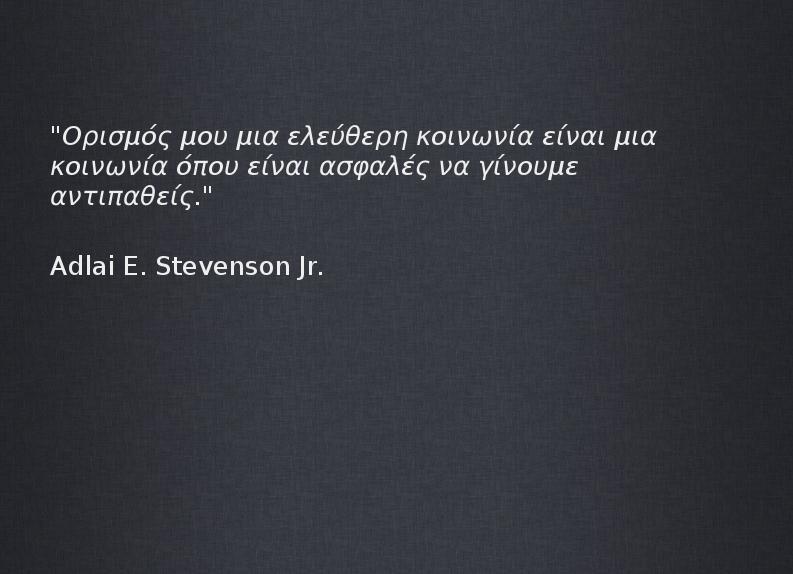 "Ορισμός μου μια ελεύθερη κοινωνία είναι μια
κοινωνία όπου είναι ασφαλές να γίνουμε
αντιπαθείς."
Adlai E. Stevenson Jr.